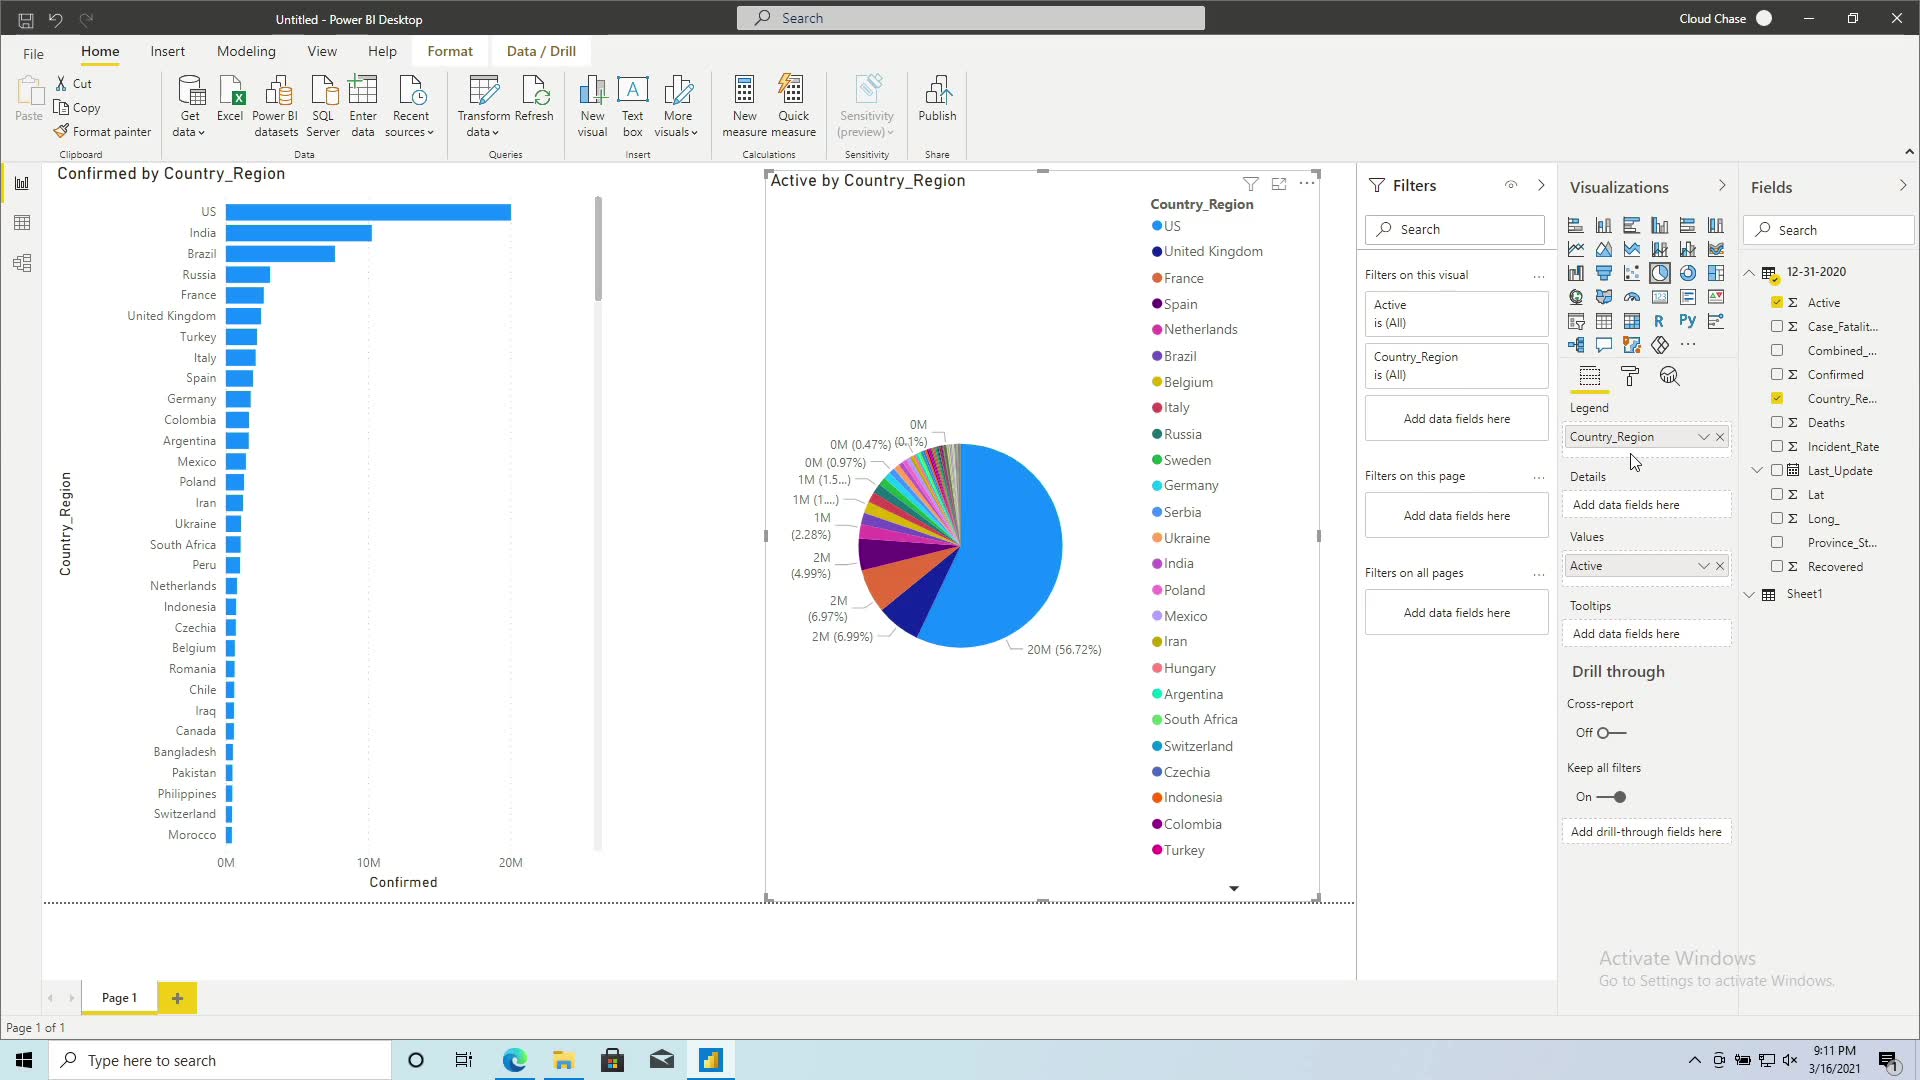 Untitled - Power BI Desktop
Search
Cloud Chase
File
Home
Insert
Modeling
View
Help
Format
Data / Drill
Paste
Cut
Copy
Format painter
Clipboard
Get data
Excel
Power BI datasets
SQL Server
Enter data
Recent sources
Data
Transform data
Refresh
Queries
New visual
Text box
More visuals
Insert
New measure
Quick measure
Calculations
Sensitivity (preview)
Sensitivity
Publish
Share
Confirmed by Country_Region
Country_Region
US
India
Brazil
Russia
France
United Kingdom
Turkey
Italy
Spain
Germany
Colombia
Argentina
Mexico
Poland
Iran
Ukraine
South Africa
Peru
Netherlands
Indonesia
Czechia
Belgium
Romania
Chile
Iraq
Canada
Bangladesh
Pakistan
Philippines
Switzerland
Morocco
0M
10M
20M
Confirmed
Active by Country_Region
0M
(0.1%)
0M (0.47%)
0M (0.97%)
1M (1.5...)
1M (1....)
1M
(2.28%)
2M
(4.99%)
2M
(6.97%)
2M (6.99%)
20M (56.72%)
Country_Region
US
United Kingdom
France
Spain
Netherlands
Brazil
Belgium
Italy
Russia
Sweden
Germany
Serbia
Ukraine
India
Poland
Mexico
Iran
Hungary
Argentina
South Africa
Switzerland
Czechia
Indonesia
Colombia
Turkey
Filters
Search
Filters on this visual
Active
is (All)
Country_Region
is (All)
Add data fields here
Filters on this page
Add data fields here
Filters on all pages
Add data fields here
Visualizations
123
R
Py
Legend
Country_Region
Details
Add data fields here
Values
Active
Tooltips
Add data fields here
Drill through
Cross-report
Off
Keep all filters
On
Add drill-through fields here
Fields
Search
12-31-2020
Active
Case_Fatalit...
Combined_...
Confirmed
Country_Re...
Deaths
Incident_Rate
Last_Update
Lat
Long_
Province_St...
Recovered
Sheet1
Activate Windows
Go to Settings to activate Windows.
Page 1
Page 1 of 1
Type here to search
9:11 PM
3/16/2021
1